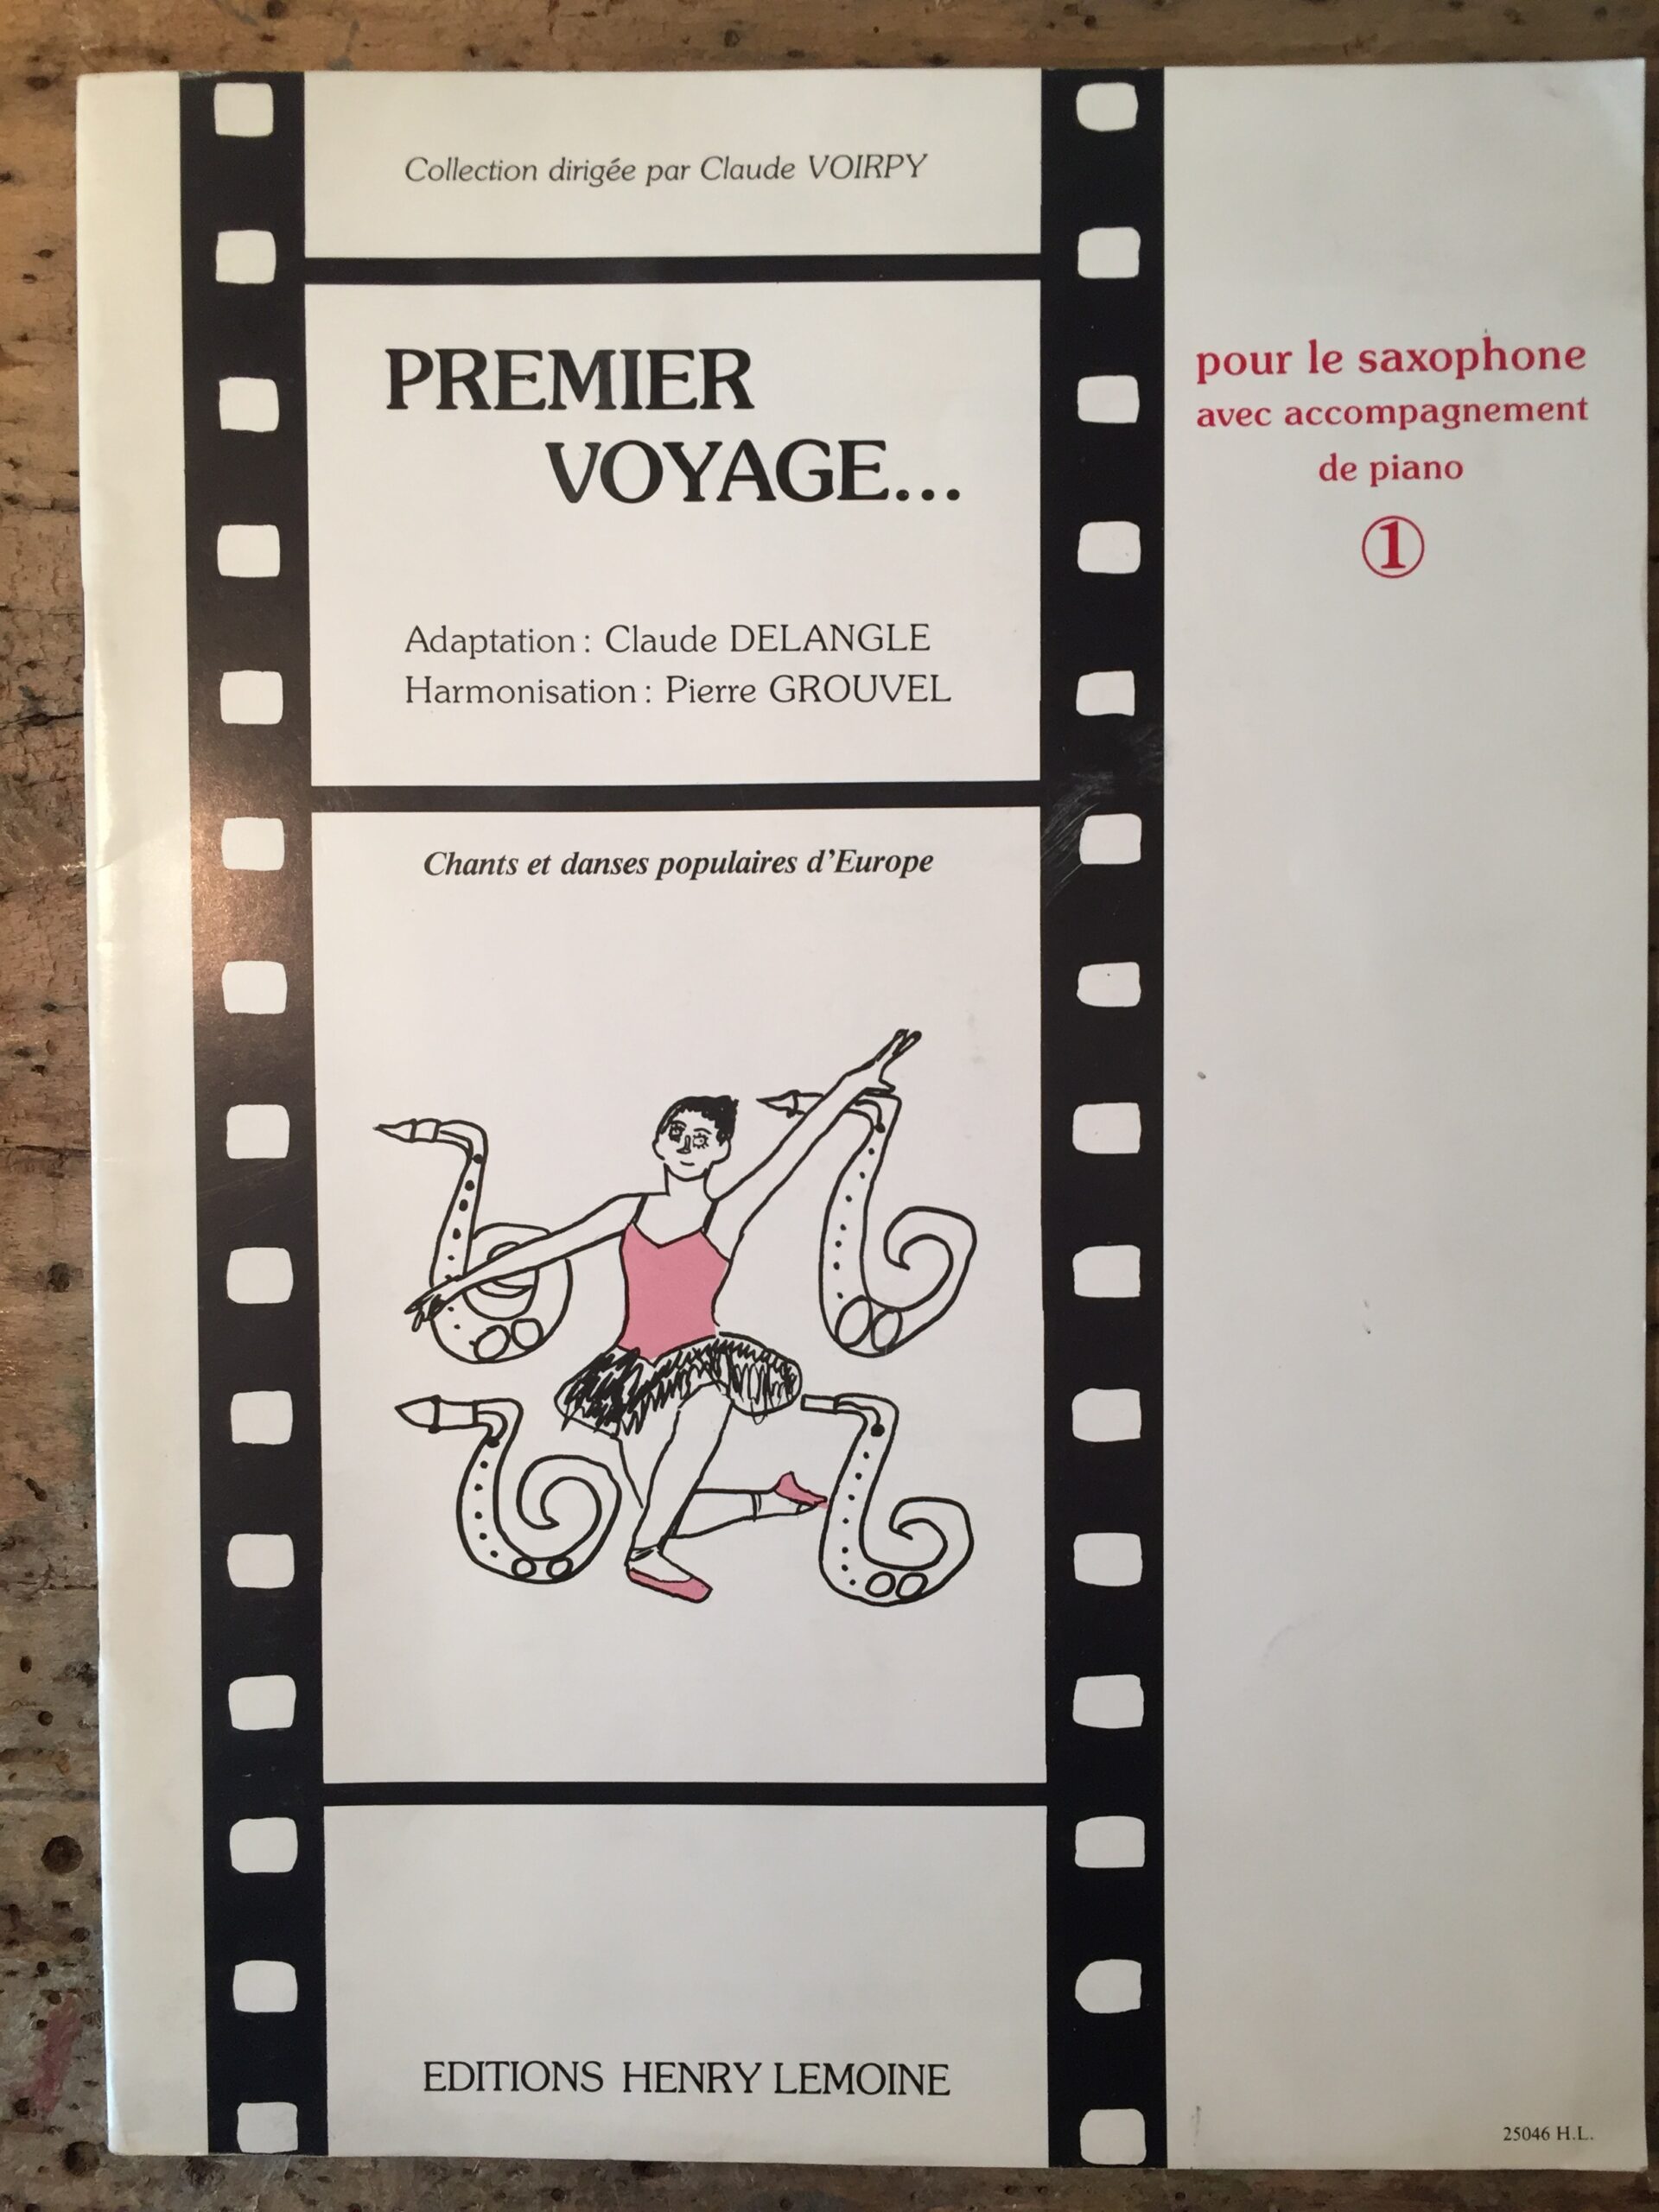 Collection dirigée par Claude VOIRPY
PREMIER
VOYAGE...
pour le saxophone
avec accompagnement
de piano
1
Adaptation : Claude DELANGLE
Harmonisation : Pierre GROUVEL
Chants et danses populaires d'Europe
EDITIONS HENRY LEMOINE
25046 H.L.